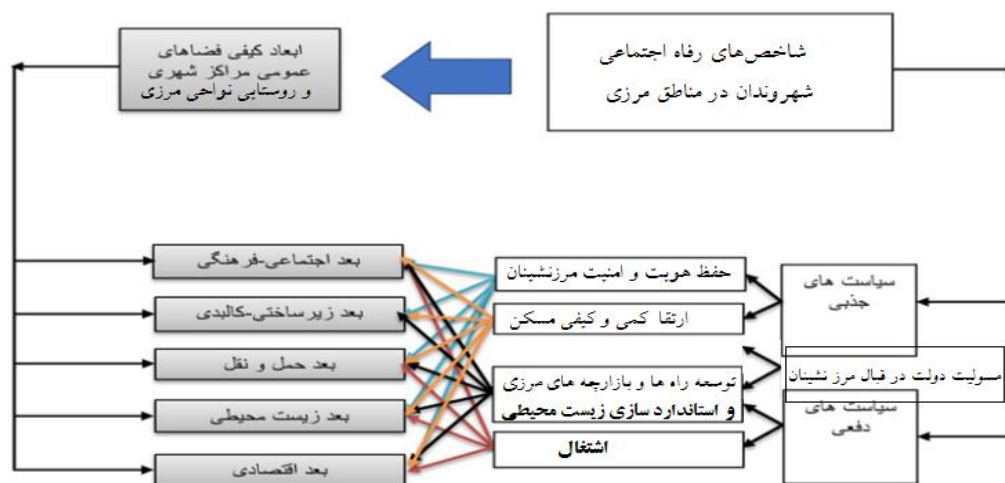 شاخص‌های رفاه اجتماعی
شهروندان در مناطق مرزی
ابعاد کیفی فضاهای
عمومی مراکز شهری
و روستایی نواحی مرزی
سیاست های
جذبی
مسولیت دولت در قبال مرز نشینان
سیاست های
دفعی
حفظ هویت و امنیت مرزنشینان
ارتقا کمی و کیفی مسکن
توسعه راه ها و بازارچه های مرزی
و استاندارد سازی زیست محیطی
اشتغال
بعد اجتماعی-فرهنگی
بعد زیرساختی-کالبدی
بعد حمل و نقل
بعد زیست محیطی
بعد اقتصادی